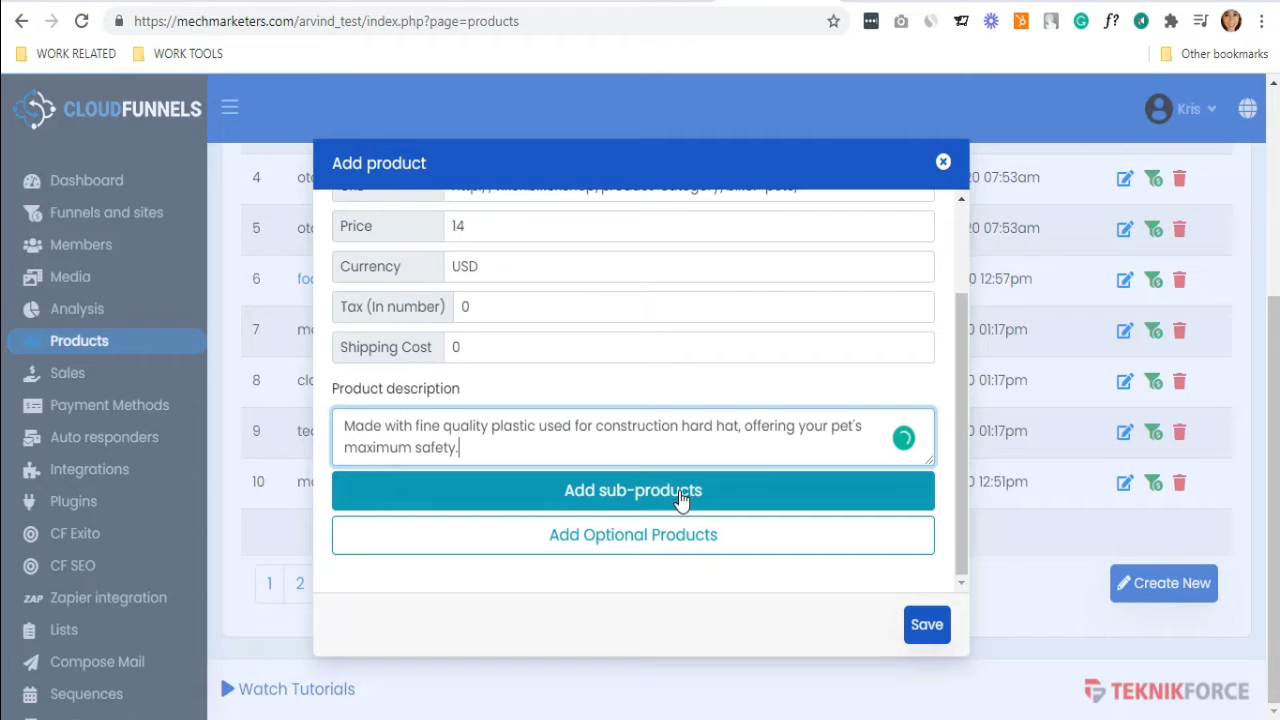 https://mechmarketers.com/arvind_test/index.php?page=products
WORK RELATED
WORK TOOLS
Other bookmarks
CLOUDFUNNELS
Kris
Dashboard
Funnels and sites
Members
Media
Analysis
Products
Sales
Payment Methods
Auto responders
Integrations
Plugins
CF Exito
CF SEO
ZAP Zapier integration
Lists
Compose Mail
Sequences
Add product
Price 14
Currency USD
Tax (In number) 0
Shipping Cost 0
Product description
Made with fine quality plastic used for construction hard hat, offering your pet's
maximum safety.
Add sub-products
Add Optional Products
Save
4 20 07:53am
5 20 07:53am
6 0 12:57pm
7 0 01:17pm
8 0 01:17pm
9 0 01:17pm
10 0 12:51pm
1 2
Create New
Watch Tutorials
TEKNIKFORCE